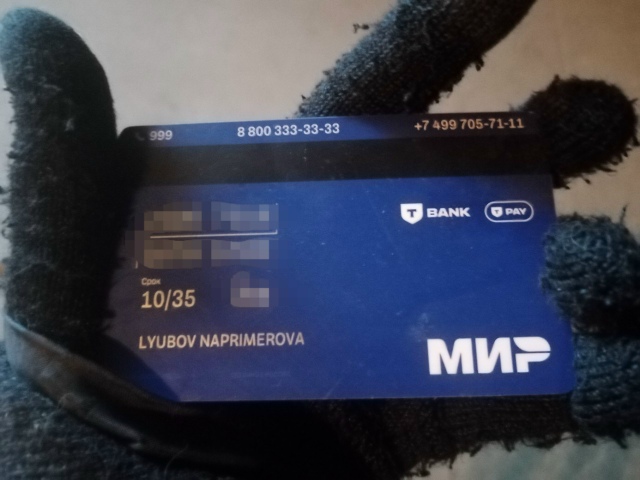 999 8 800 333-33-33 +7 499 705-71-11
T BANK T PAY
Срок
10/35
LYUBOV NAPRIMEROVA
МИР